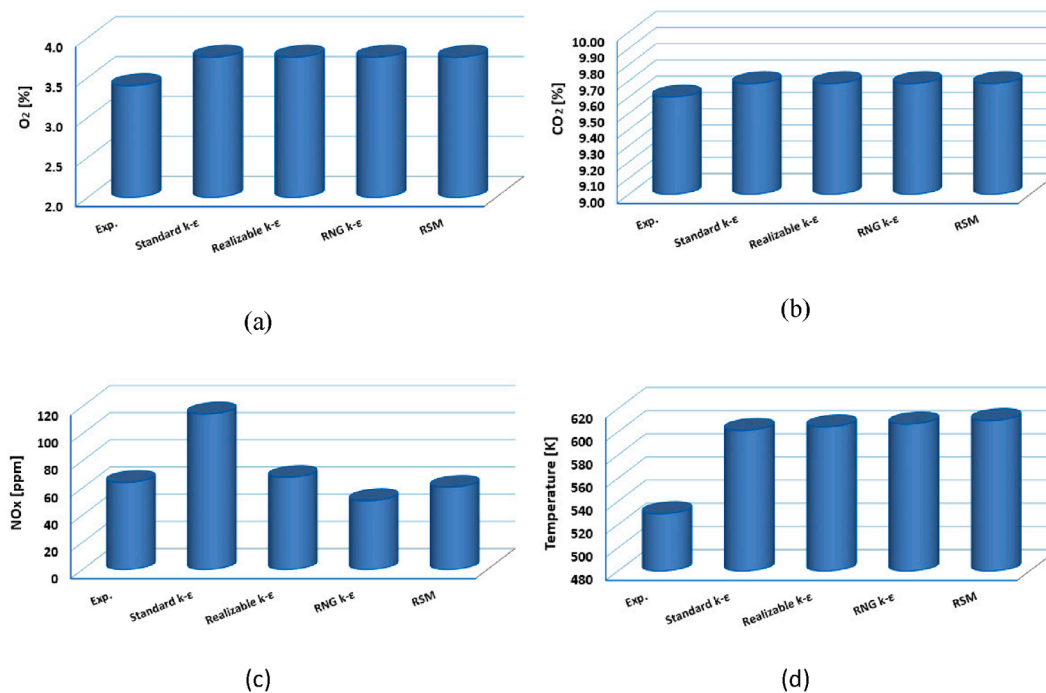 O2 [%]
4.0
3.5
3.0
2.5
2.0
Exp.
Standard k-ε
Realizable k-ε
RNG k-ε
RSM
(a)
CO2 [%]
10.00
9.90
9.80
9.70
9.60
9.50
9.40
9.30
9.20
9.10
9.00
Exp.
Standard k-ε
Realizable k-ε
RNG k-ε
RSM
(b)
NOx [ppm]
120
100
80
60
40
20
0
Exp.
Standard k-ε
Realizable k-ε
RNG k-ε
RSM
(c)
Temperature [K]
620
600
580
560
540
520
500
480
Exp.
Standard k-ε
Realizable k-ε
RNG k-ε
RSM
(d)